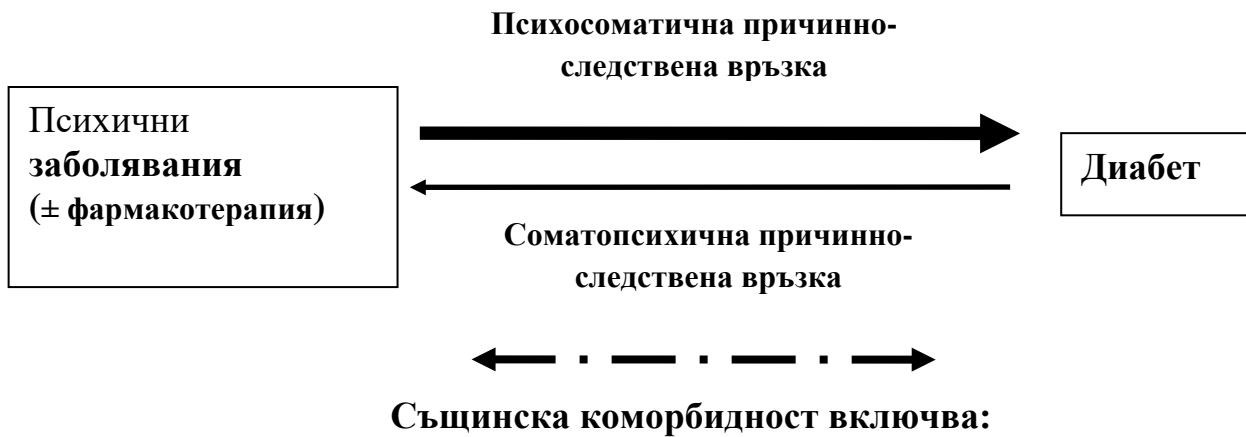 Психосоматична причинно-
следствена връзка
Психични
заболявания
(± фармакотерапия)
Диабет
Соматопсихична причинно-
следствена връзка
Същинска коморбидност включва: